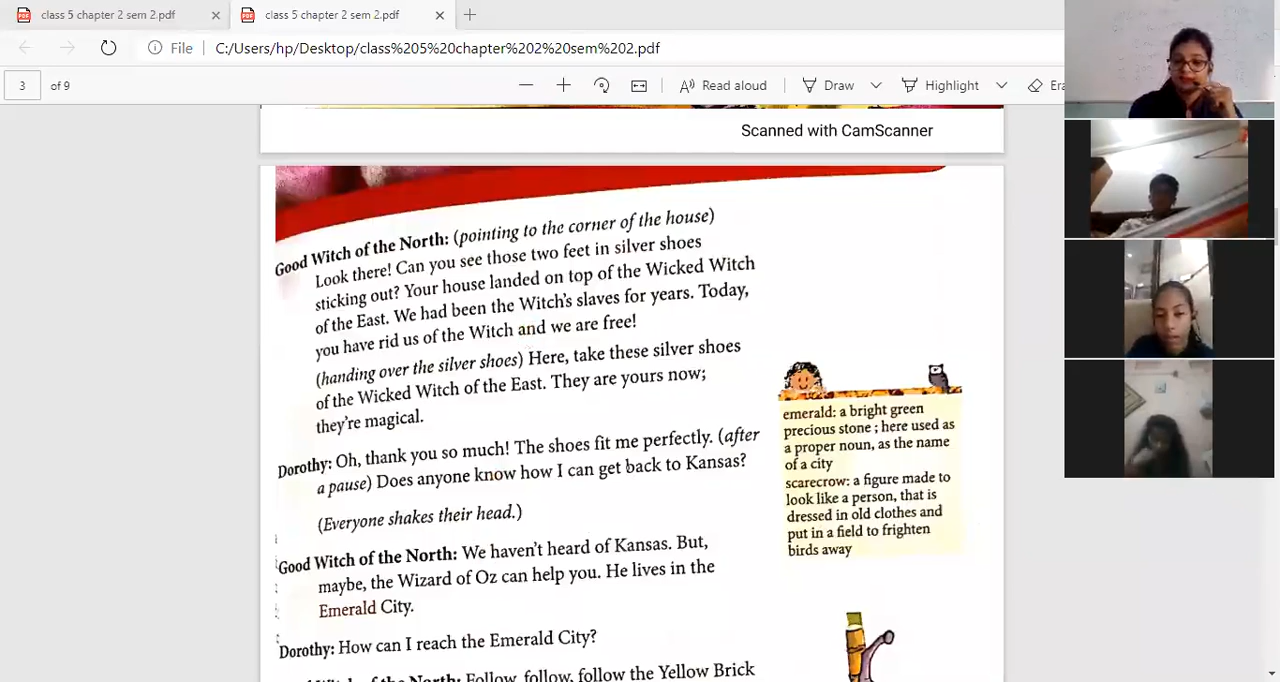 class 5 chapter 2 sem 2.pdf
class 5 chapter 2 sem 2.pdf
File
C:/Users/hp/Desktop/class%205%20chapter%202%20sem%202.pdf
3
of 9
Read aloud
Draw
Highlight
Era
Scanned with CamScanner
Good Witch of the North: (pointing to the corner of the house)
Look there! Can you see those two feet in silver shoes
sticking out? Your house landed on top of the Wicked Witch
of the East. We had been the Witch's slaves for years. Today,
you have rid us of the Witch and we are free!
(handing over the silver shoes) Here, take these silver shoes
of the Wicked Witch of the East. They are yours now;
they're magical.
Dorothy: Oh, thank you so much! The shoes fit me perfectly. (after
a pause) Does anyone know how I can get back to Kansas?
(Everyone shakes their head.)
Good Witch of the North: We haven't heard of Kansas. But,
maybe, the Wizard of Oz can help you. He lives in the
Emerald City.
Dorothy: How can I reach the Emerald City?
of the North: Follow, follow, follow the Yellow Brick
emerald: a bright green
precious stone ; here used as
a proper noun, as the name
of a city
scarecrow: a figure made to
look like a person, that is
dressed in old clothes and
put in a field to frighten
birds away